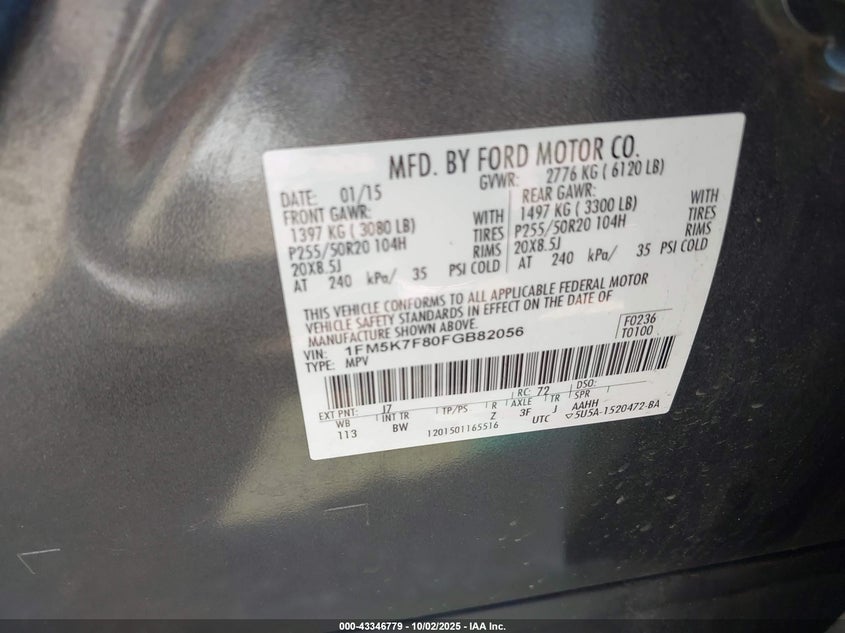 MFD. BY FORD MOTOR CO.
DATE: 01/15 GVWR: 2776 KG ( 6120 LB)
FRONT GAWR: WITH REAR GAWR: WITH
1397 KG ( 3080 LB) TIRES 1497 KG ( 3300 LB) TIRES
P255/50R20 104H RIMS P255/50R20 104H RIMS
20X8.5J 20X8.5J
AT 240 kPa/ 35 PSI COLD AT 240 kPa/ 35 PSI COLD
THIS VEHICLE CONFORMS TO ALL APPLICABLE FEDERAL MOTOR
VEHICLE SAFETY STANDARDS IN EFFECT ON THE DATE OF
MANUFACTURE SHOWN ABOVE.
VIN: 1FM5K7F80FGB82056 F0236
TYPE: MPV T0100
EXT PNT: J7 RC: 72 DSO:
WB INT TR TP/PS R AXLE TR SPR
113 BW Z 3F J AAHH
1201501165516 UTC 5U5A-1520472-BA
000-43346779 - 10/02/2025 - IAA Inc.